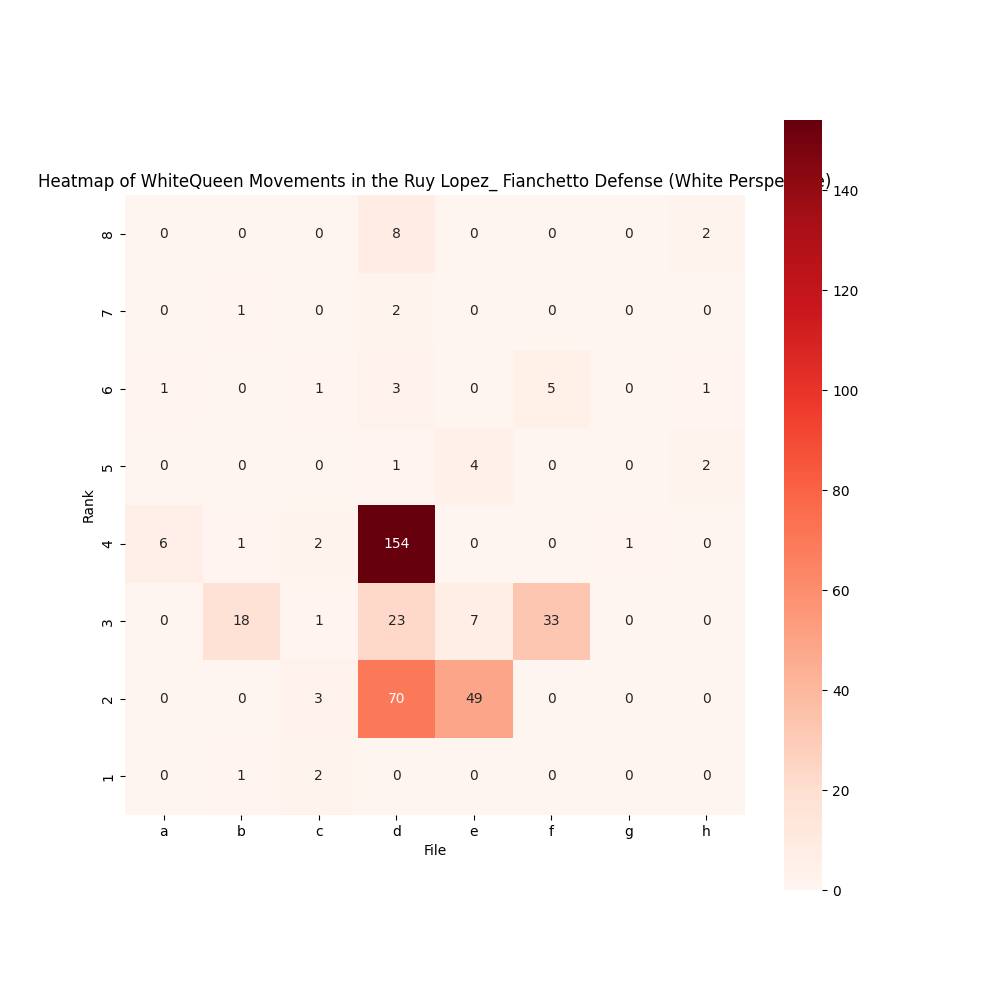 Heatmap of WhiteQueen Movements in the Ruy Lopez_ Fianchetto Defense (White Perspe e)
140
120
100
80
60
40
20
0
Rank
8 0 0 0 8 0 0 0 2
7 0 1 0 2 0 0 0 0
6 1 0 1 3 0 5 0 1
5 0 0 0 1 4 0 0 2
4 6 1 2 154 0 0 1 0
3 0 18 1 23 7 33 0 0
2 0 0 3 70 49 0 0 0
1 0 1 2 0 0 0 0 0
a b c d e f g h
File